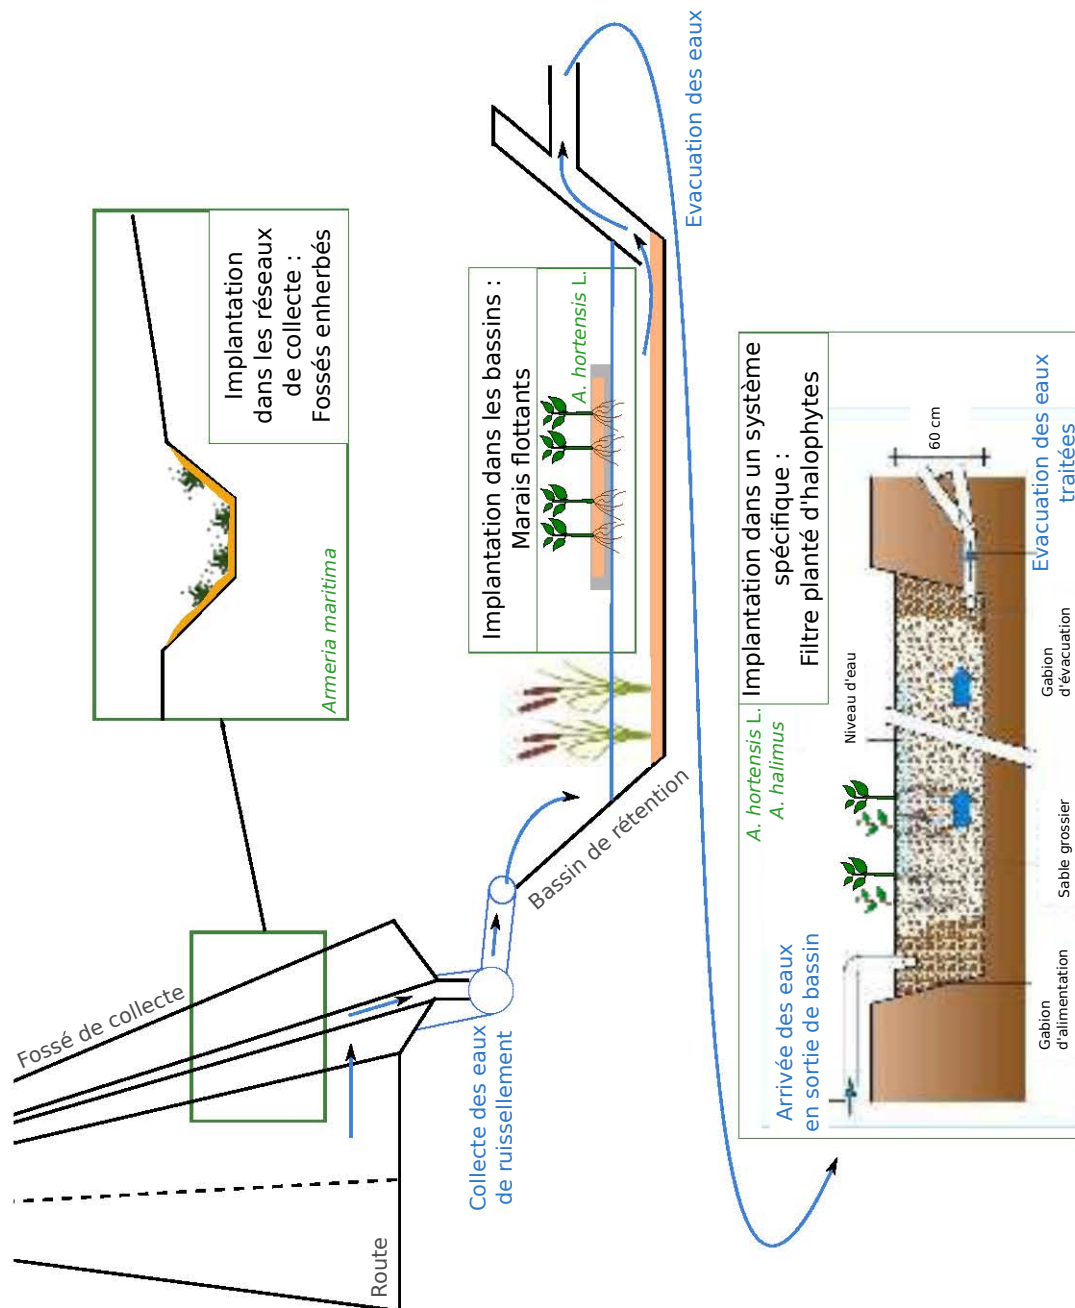 Route
Fossé de collecte
Collecte des eaux
de ruissellement
Implantation
dans les réseaux
de collecte :
Fossés enherbés
Armeria maritima
Bassin de rétention
Implantation dans les bassins :
Marais flottants
A. hortensis L.
Evacuation des eaux
Implantation dans un système
spécifique :
Filtre planté d'halophytes
A. hortensis L.
A. halimus
Arrivée des eaux
en sortie de bassin
Niveau d'eau
60 cm
Evacuation des eaux
traitées
Gabion
d'alimentation
Sable grossier
Gabion
d'évacuation